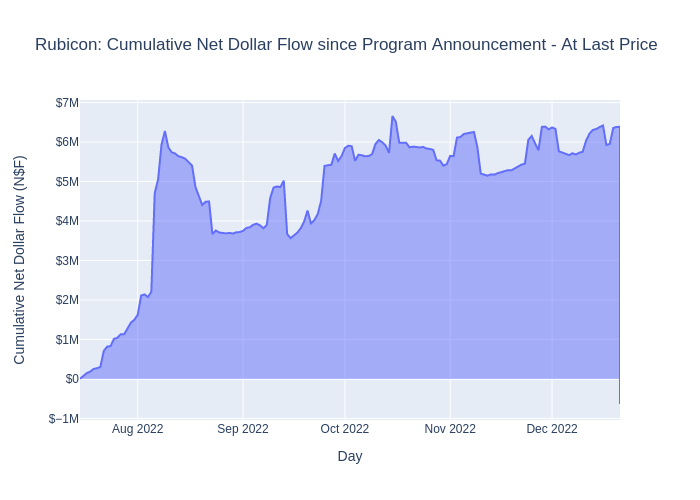 Rubicon: Cumulative Net Dollar Flow since Program Announcement - At Last Price
Cumulative Net Dollar Flow (N$F)
$7M
$6M
$5M
$4M
$3M
$2M
$1M
$0
$−1M
Aug 2022
Sep 2022
Oct 2022
Nov 2022
Dec 2022
Day